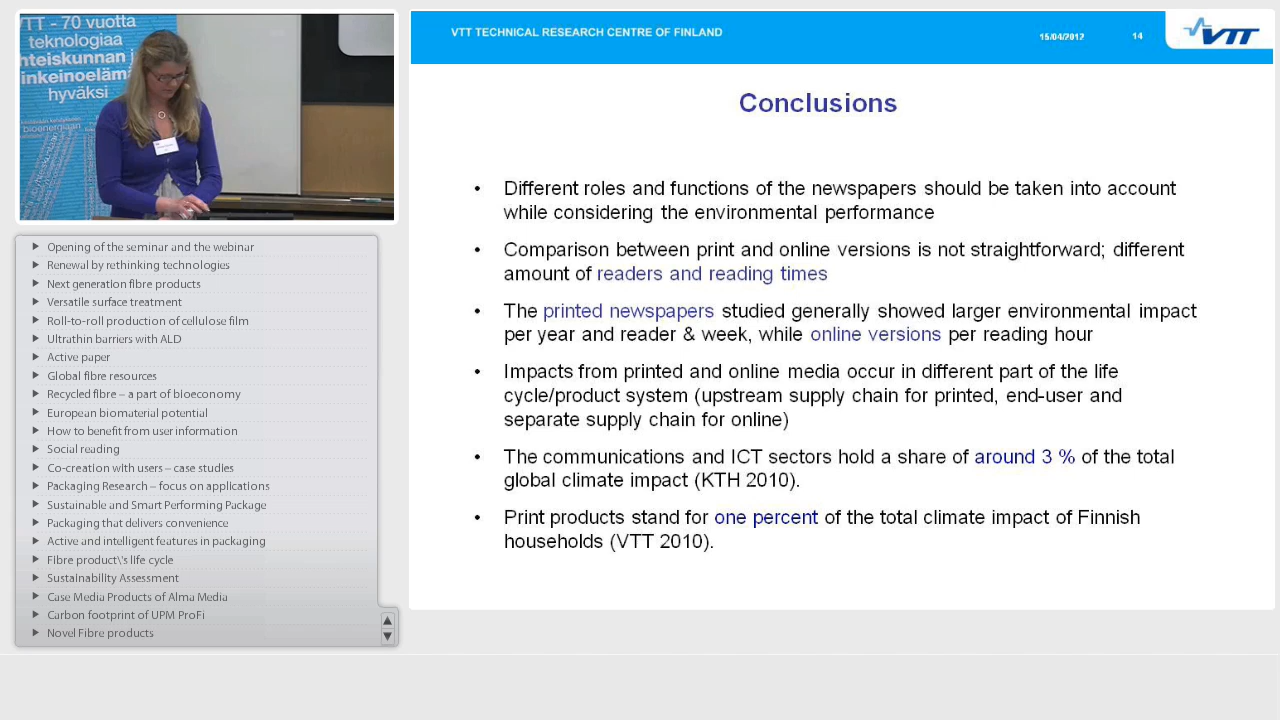 TT - 70 vuotta
teknologiaa
hteiskunnan j
inkeinoeläm
hyväksi
bioenergiaan
Opening of the seminar and the webinar
Renewal by rethinking technologies
Next generation fibre products
Versatile surface treatment
Roll-to-roll production of cellulose film
Ultrathin barriers with ALD
Active paper
Global fibre resources
Recycled fibre – a part of bioeconomy
European biomaterial potential
How to benefit from user information
Social reading
Co-creation with users – case studies
Packaging Research – focus on applications
Sustainable and Smart Performing Package
Packaging that delivers convenience
Active and intelligent features in packaging
Fibre product\'s life cycle
Sustainability Assessment
Case Media Products of Alma Media
Carbon footprint of UPM ProFi
Novel Fibre products
VTT TECHNICAL RESEARCH CENTRE OF FINLAND
15/04/2012
14
VTT
Conclusions
• Different roles and functions of the newspapers should be taken into account
while considering the environmental performance
• Comparison between print and online versions is not straightforward; different
amount of readers and reading times
• The printed newspapers studied generally showed larger environmental impact
per year and reader & week, while online versions per reading hour
• Impacts from printed and online media occur in different part of the life
cycle/product system (upstream supply chain for printed, end-user and
separate supply chain for online)
• The communications and ICT sectors hold a share of around 3 % of the total
global climate impact (KTH 2010).
• Print products stand for one percent of the total climate impact of Finnish
households (VTT 2010).